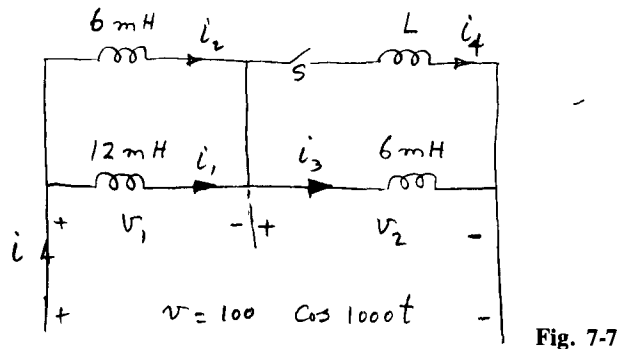 6 mH i₂ L i₄
S
12 mH i₁ i₃ 6 mH
+ v₁ - + v₂ -
i
+ v = 100 Cos 1000t -
Fig. 7-7